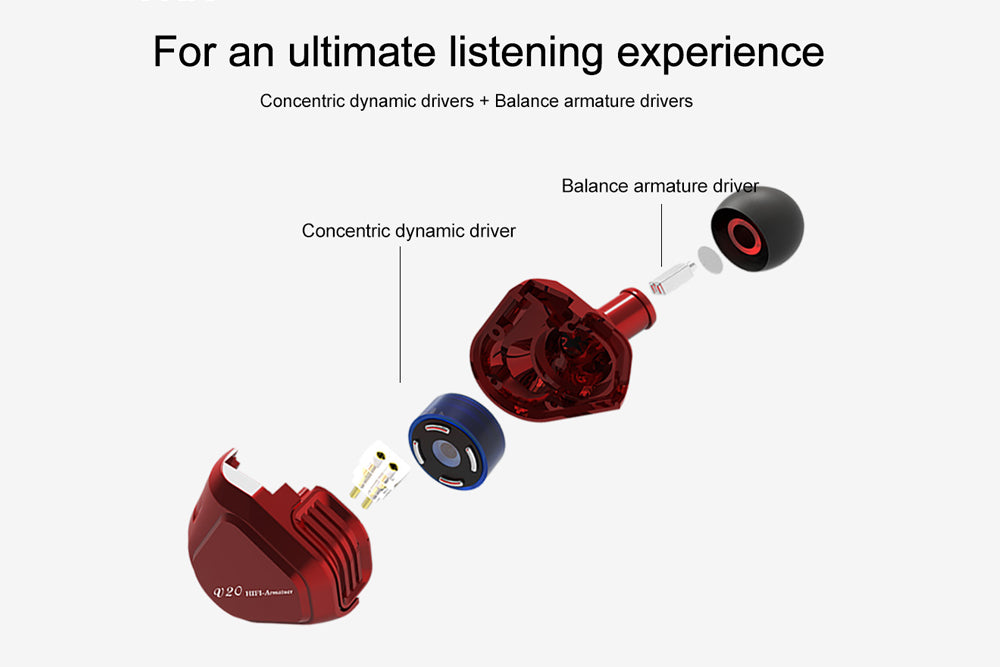 For an ultimate listening experience
Concentric dynamic drivers + Balance armature drivers
Balance armature driver
Concentric dynamic driver
V20 HIFI-Armatuer